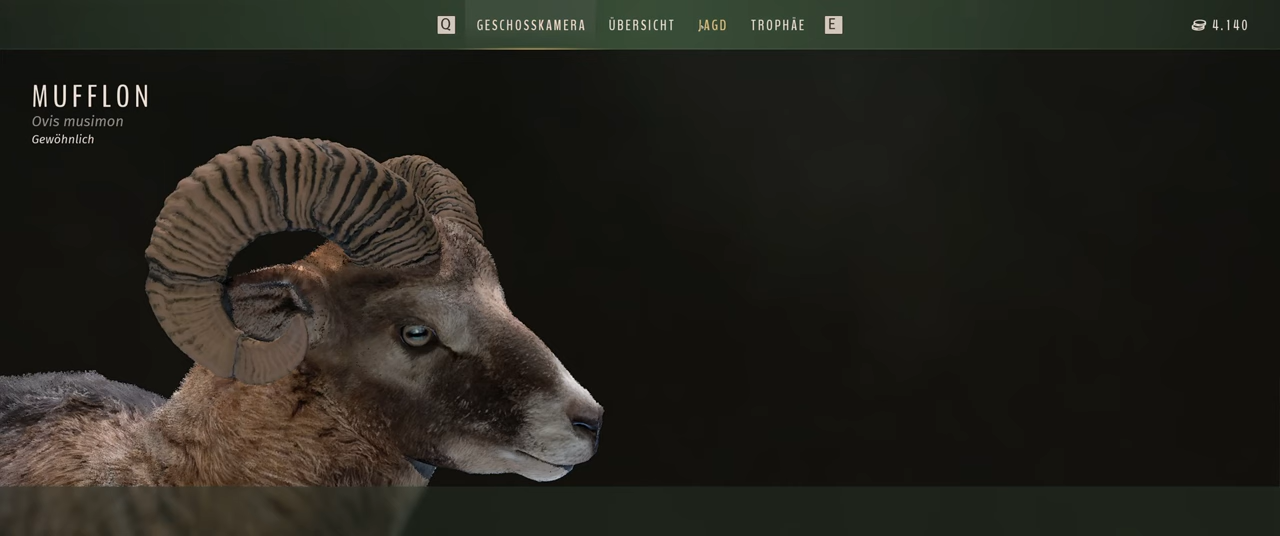 Q GESCHOSSKAMERA ÜBERSICHT JAGD TROPHÄE E 4.140
MUFFLON
Ovis musimon
Gewöhnlich